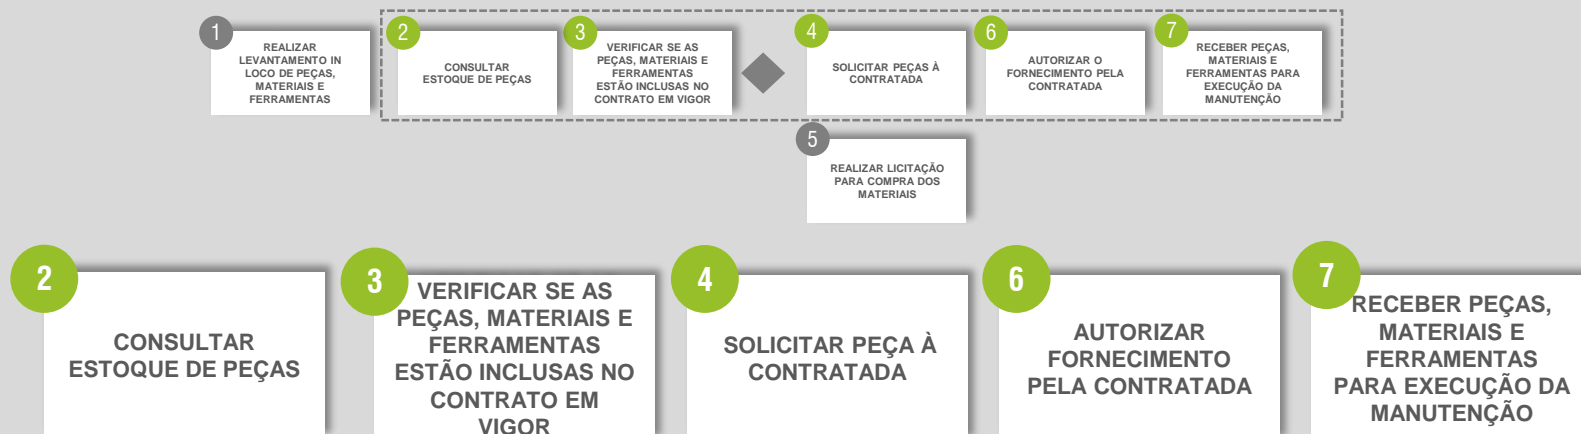 1
REALIZAR
LEVANTAMENTO IN
LOCO DE PEÇAS,
MATERIAIS E
FERRAMENTAS
2
CONSULTAR
ESTOQUE DE PEÇAS
3
VERIFICAR SE AS
PEÇAS, MATERIAIS E
FERRAMENTAS
ESTÃO INCLUSAS NO
CONTRATO EM VIGOR
4
SOLICITAR PEÇAS À
CONTRATADA
6
AUTORIZAR O
FORNECIMENTO PELA
CONTRATADA
7
RECEBER PEÇAS,
MATERIAIS E
FERRAMENTAS PARA
EXECUÇÃO DA
MANUTENÇÃO
5
REALIZAR LICITAÇÃO
PARA COMPRA DOS
MATERIAIS
2
CONSULTAR
ESTOQUE DE PEÇAS
3
VERIFICAR SE AS
PEÇAS, MATERIAIS E
FERRAMENTAS
ESTÃO INCLUSAS NO
CONTRATO EM
VIGOR
4
SOLICITAR PEÇA À
CONTRATADA
6
AUTORIZAR
FORNECIMENTO
PELA CONTRATADA
7
RECEBER PEÇAS,
MATERIAIS E
FERRAMENTAS
PARA EXECUÇÃO DA
MANUTENÇÃO